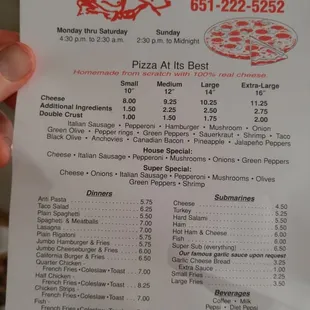 651-222-5252
Monday thru Saturday
4:30 p.m. to 2:30 a.m.
Sunday
2:30 p.m. to Midnight
Pizza At Its Best
Homemade from scratch with 100% real cheese
Small Medium Large Extra-Large
10" 12" 14" 16"
Cheese 8.00 9.25 10.25 11.25
Additional Ingredients 1.50 2.25 2.50 2.75
Double Crust 1.00 1.50 1.75 2.00
Italian Sausage • Pepperoni • Hamburger • Mushroom • Onion
Green Olive • Pepper rings • Green Peppers • Sauerkraut • Shrimp • Taco
Black Olive • Anchovies • Canadian Bacon • Pineapple • Jalapeño Peppers
House Special:
Cheese • Italian Sausage • Pepperoni • Mushrooms • Onions • Green Peppers
Super Special:
Cheese • Onions • Italian Sausage • Pepperoni • Mushrooms • Olives
Green Peppers • Shrimp
Dinners
Anti Pasta 5.75
Taco Salad 6.25
Plain Spaghetti 5.50
Spaghetti & Meatballs 7.00
Lasagna 7.00
Plain Rigatoni 5.75
Jumbo Hamburger & Fries 5.75
Jumbo Cheeseburger & Fries 6.00
California Burger & Fries 6.50
Quarter Chicken
French Fries • Coleslaw • Toast 7.00
Half Chicken
French Fries • Coleslaw • Toast 8.25
Chicken Strips
French Fries • Coleslaw • Toast 7.00
Fish
Submarines
Cheese 4.50
Turkey 5.25
Hard Salami
Ham
Hot Ham & Cheese 6.00
Fish
Super Sub (everything) 6.50
Our famous garlic sauce upon request
Garlic Cheese Bread 3.25
Extra Sauce 1.00
Small Fries
Large Fries 3.50
Beverages
Coffee • Milk
Pepsi • Diet Pepsi